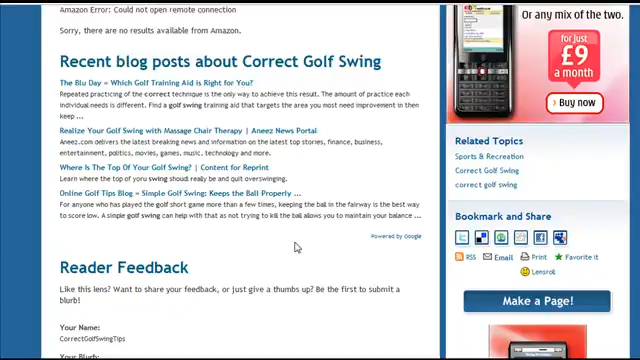 Amazon Error: Could not open remote connection
Sorry, there are no results available from Amazon.
Recent blog posts about Correct Golf Swing
The Blu Day » Which Golf Training Aid is Right for You?
Repeated practicing of the correct technique is the only way to achieve this result. The amount of practice each
individual needs is different. Find a golf swing training aid that targets the area you most need improvement in then
keep ...
Realize Your Golf Swing with Massage Chair Therapy | Aneez News Portal
Aneez.com delivers the latest breaking news and information on the latest top stories, finance, business,
entertainment, politics, movies, games, music, technology and more.
Where Is The Top Of Your Golf Swing? | Content for Reprint
Learn where the top of yoru swing shoudl really be and quit overswinging.
Online Golf Tips Blog » Simple Golf Swing: Keeps the Ball Properly ...
For anyone who has played the golf short game more than a few times, keeping the ball in the fairway is the best way
to score low. A simple golf swing can help with that as not trying to kill the ball allows you to maintain your balance ...
Powered by Google
Reader Feedback
Like this lens? Want to share your feedback, or just give a thumbs up? Be the first to submit a
blurb!
Your Name:
CorrectGolfSwingTips
Your Blurb:
Or any mix of the two.
for just
£9
a month
Buy now
Related Topics
Sports & Recreation
Correct Golf Swing
correct golf swing
Bookmark and Share
RSS Email Print Favorite it
Lensroll
Make a Page!